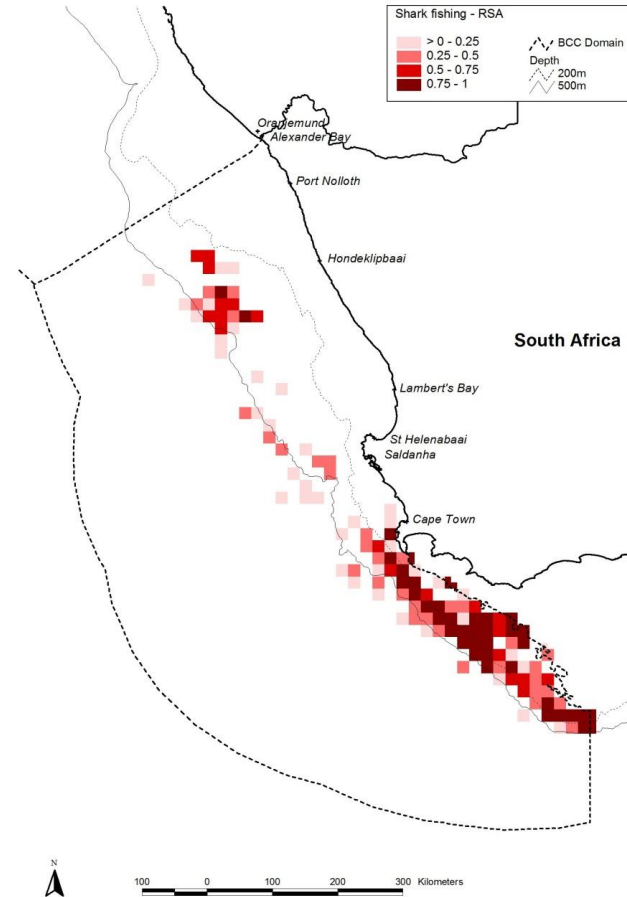 Shark fishing - RSA
> 0 - 0.25
0.25 - 0.5
0.5 - 0.75
0.75 - 1
BCC Domain
Depth
200m
500m
Oranjemund
Alexander Bay
Port Nolloth
Hondeklipbaai
South Africa
Lambert's Bay
St Helenabaai
Saldanha
Cape Town
N
100 0 100 200 300 Kilometers